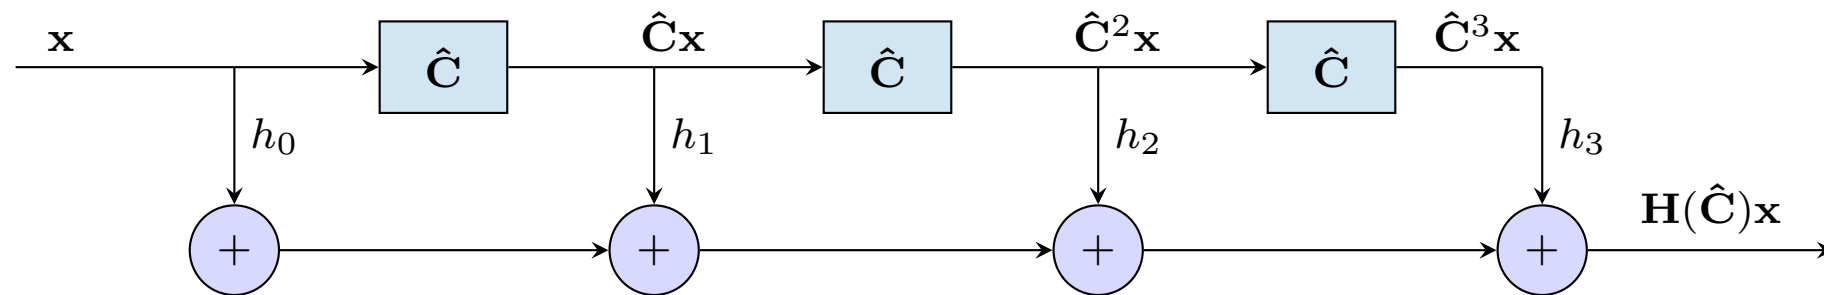 x Ĉx Ĉ²x Ĉ³x
Ĉ Ĉ Ĉ
h₀ h₁ h₂ h₃
H(Ĉ)x
+ + + +